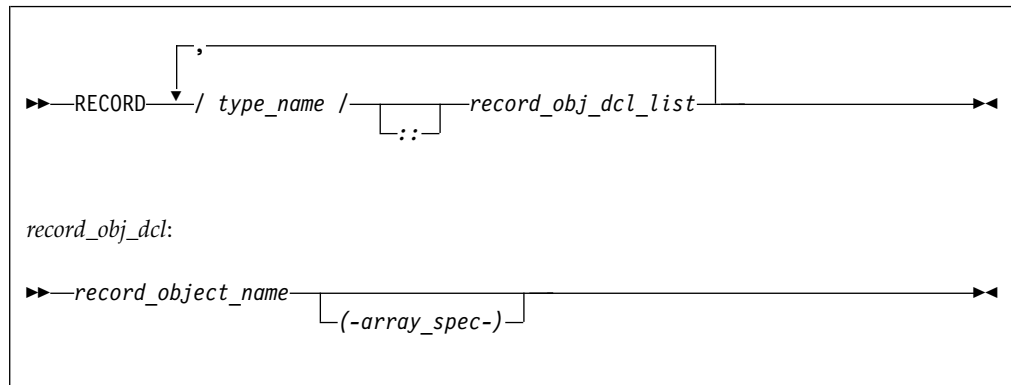 ,
RECORD / type_name / record_obj_dcl_list
::
record_obj_dcl:
record_object_name
(-array_spec-)